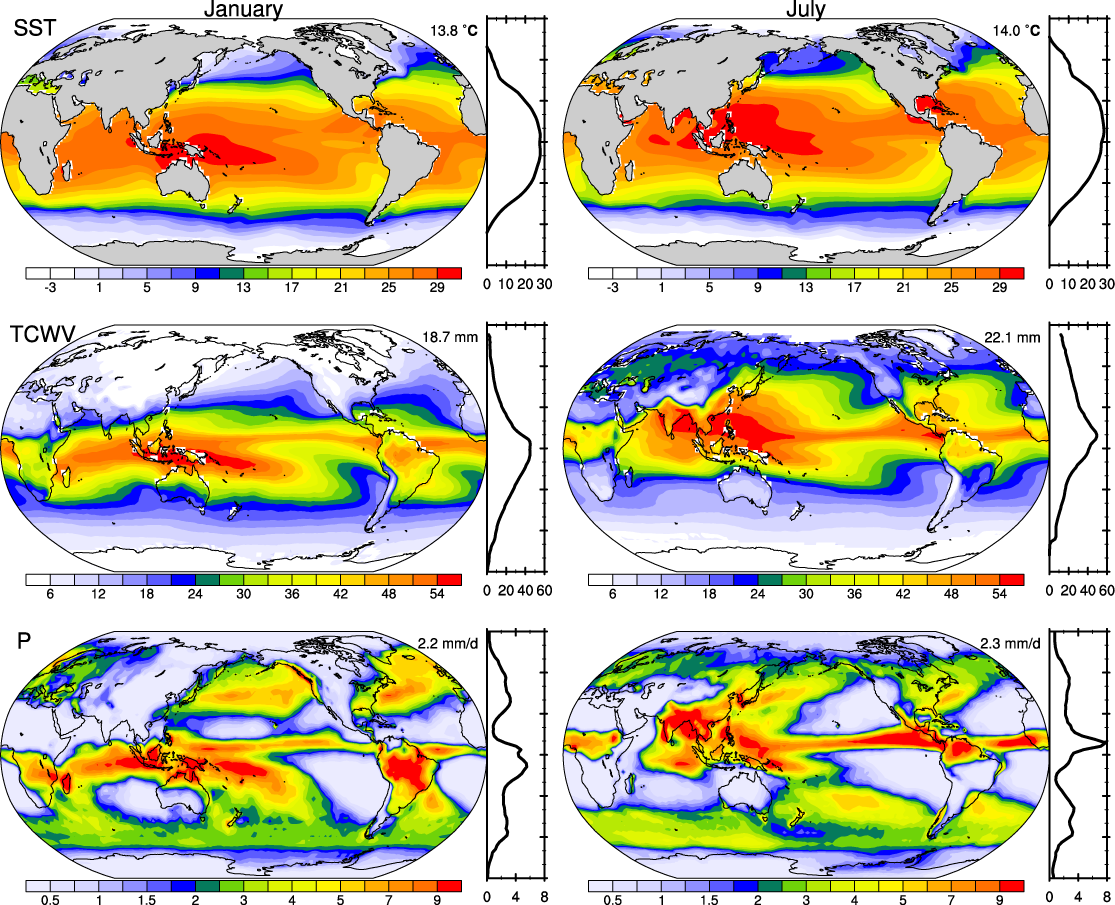 January
July
SST
13.8 °C
14.0 °C
-3 1 5 9 13 17 21 25 29
0 10 20 30
-3 1 5 9 13 17 21 25 29
0 10 20 30
TCWV
18.7 mm
22.1 mm
6 12 18 24 30 36 42 48 54
0 20 40 60
6 12 18 24 30 36 42 48 54
0 20 40 60
P
2.2 mm/d
2.3 mm/d
0.5 1 1.5 2 3 4 5 7 9
0 4 8
0.5 1 1.5 2 3 4 5 7 9
0 4 8